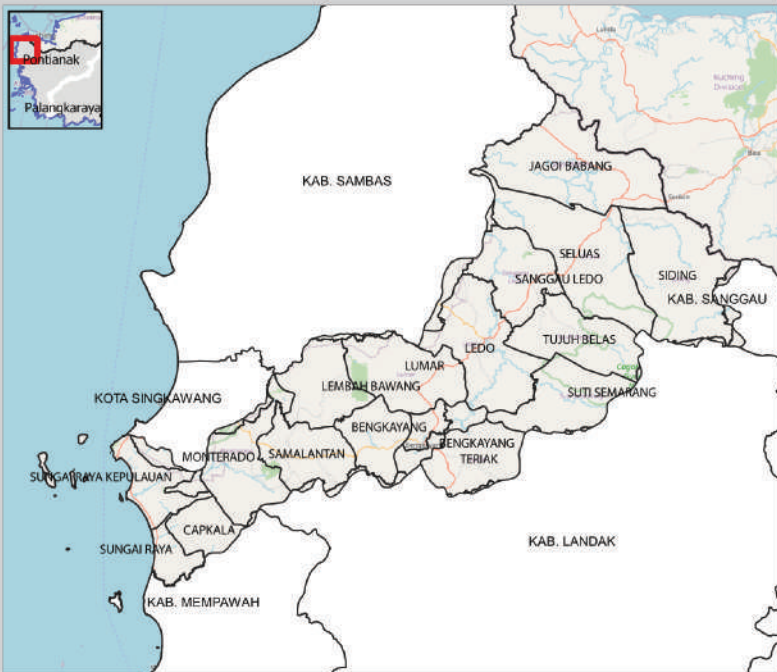 Pontianak
Palangkaraya
JAGOI BABANG
KAB. SAMBAS
SELUAS
SIDING
SANGGAU LEDO
KAB. SANGGAU
TUJUH BELAS
LEDO
LUMAR
LEMBAH BAWANG
SUTI SEMARANG
KOTA SINGKAWANG
BENGKAYANG
BENGKAYANG
TERIAK
SAMALANTAN
MONTERADO
SUNGAI RAYA KEPULAUAN
CAPKALA
SUNGAI RAYA
KAB. LANDAK
KAB. MEMPAWAH